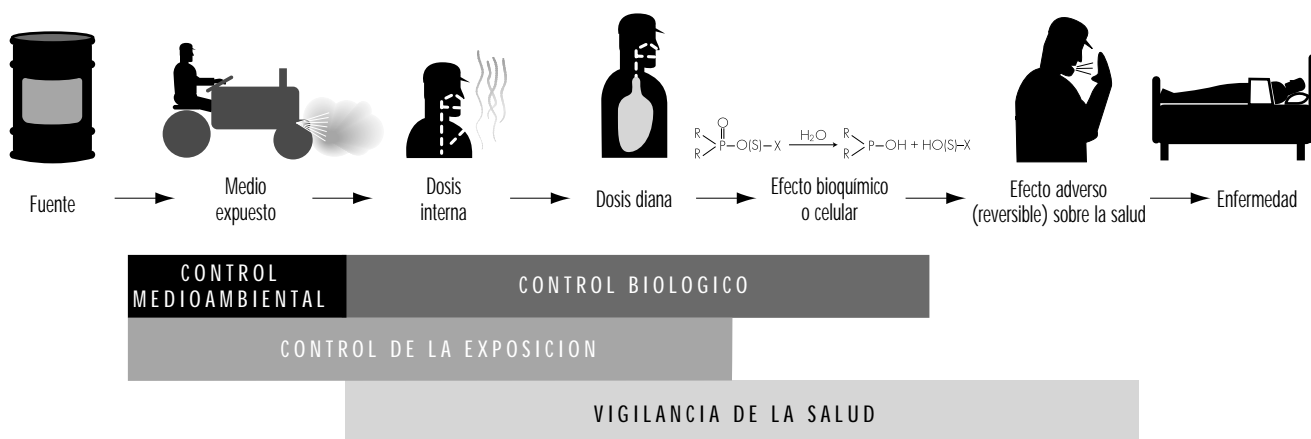 O
R
R
P—O(S)—X
H2O
R
R
P—OH + HO(S)—X
Fuente
Medio
expuesto
Dosis
interna
Dosis diana
Efecto bioquímico
o celular
Efecto adverso
(reversible) sobre la salud
Enfermedad
CONTROL
MEDIOAMBIENTAL
CONTROL BIOLOGICO
CONTROL DE LA EXPOSICION
VIGILANCIA DE LA SALUD